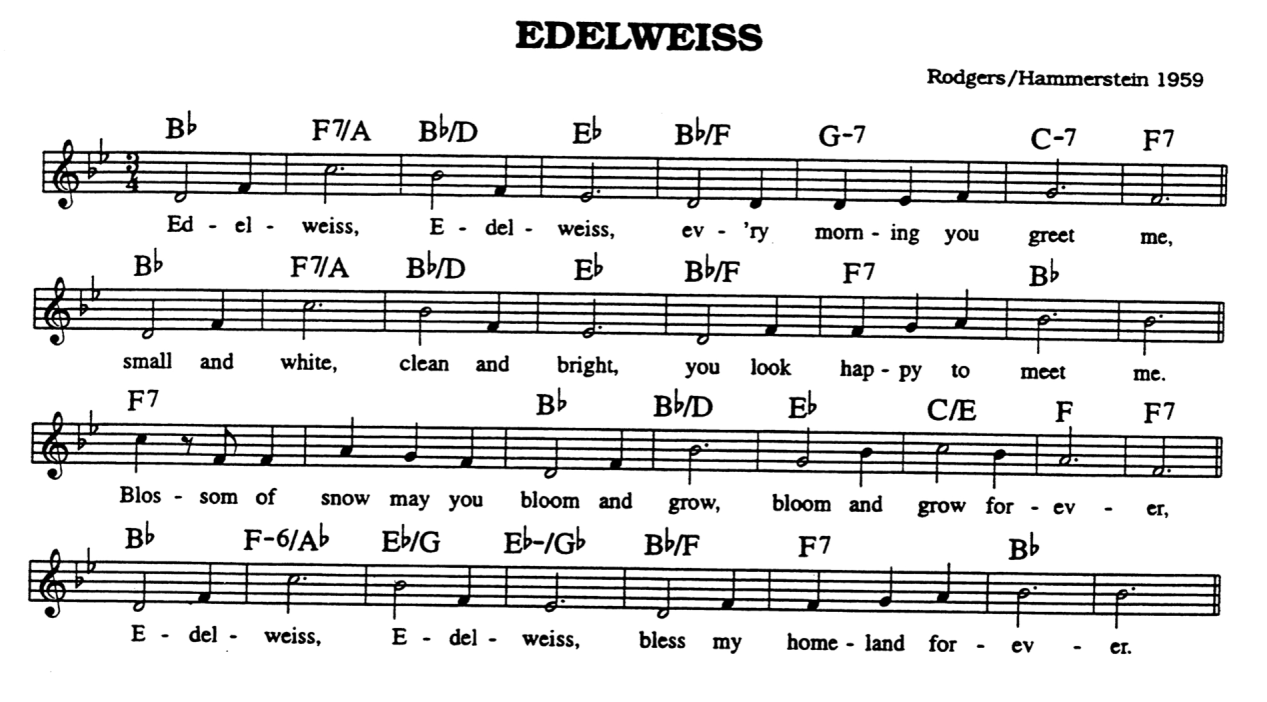 EDELWEISS
Rodgers/Hammerstein 1959
B♭ F7/A B♭/D E♭ B♭/F G-7 C-7 F7
3
4
Ed - el - weiss, E - del - weiss, ev - 'ry morn - ing you greet me,
B♭ F7/A B♭/D E♭ B♭/F F7 B♭
small and white, clean and bright, you look hap - py to meet me.
F7 B♭ B♭/D E♭ C/E F F7
Blos - som of snow may you bloom and grow, bloom and grow for - ev - er,
B♭ F-6/A♭ E♭/G E♭-/G♭ B♭/F F7 B♭
E - del - weiss, E - del - weiss, bless my home - land for - ev - er.